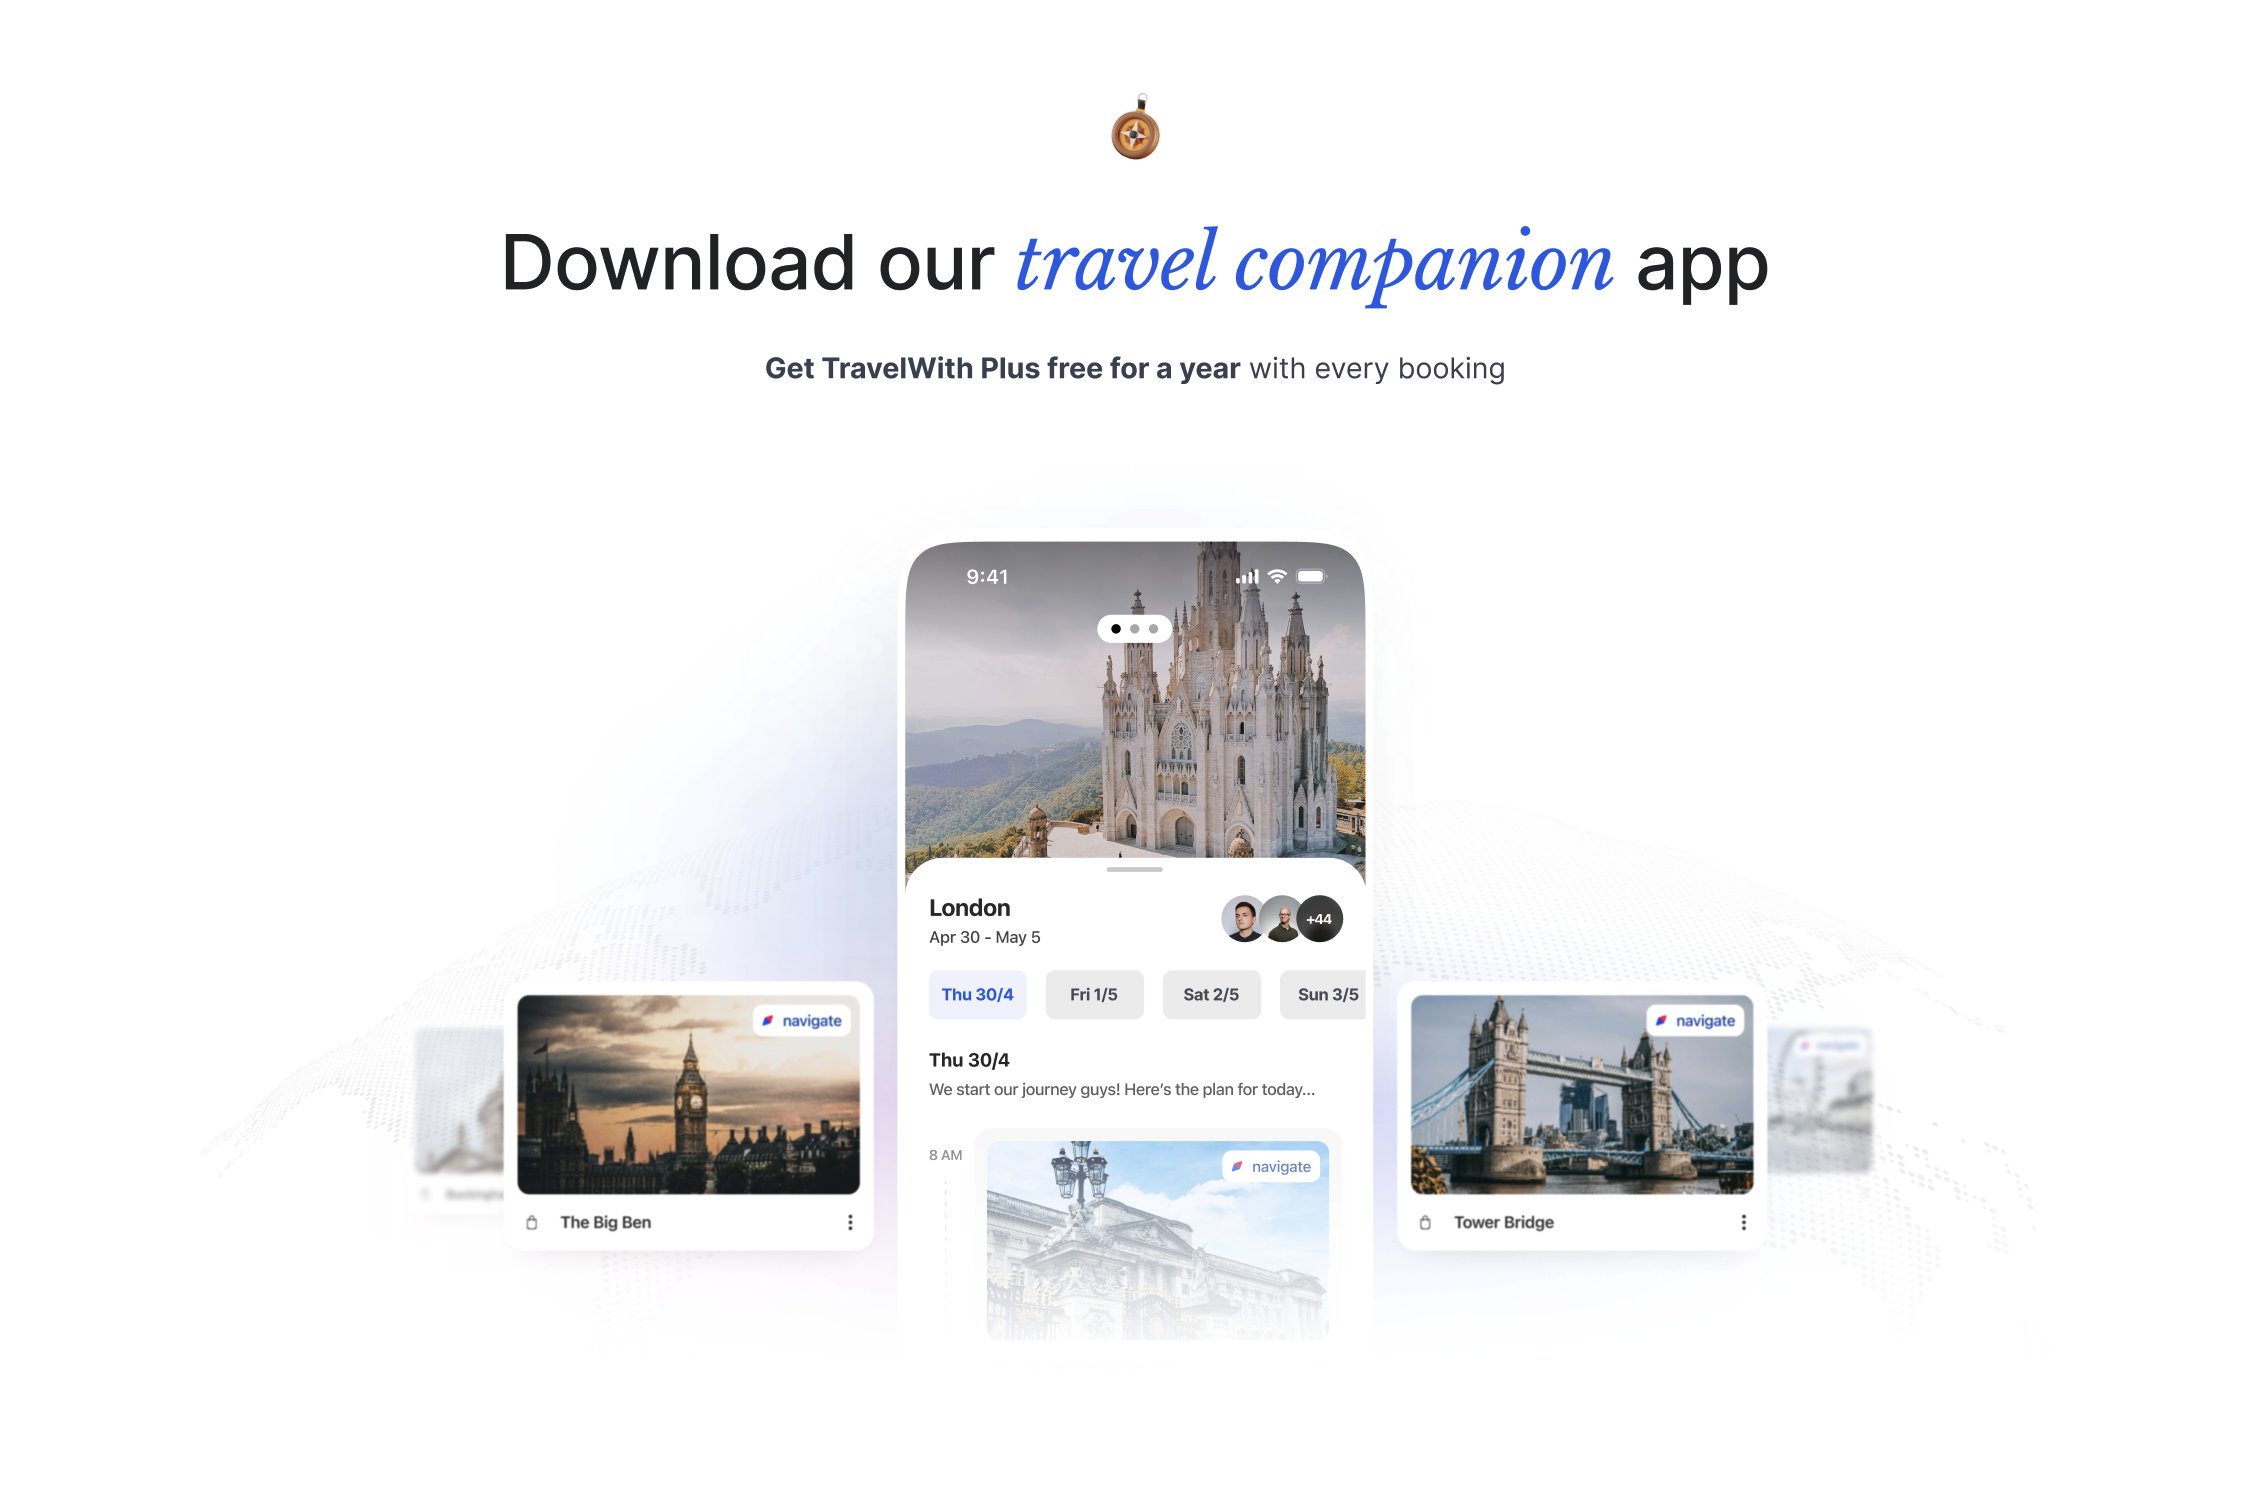 Download our travel companion app
Get TravelWith Plus free for a year with every booking
9:41
London
Apr 30 - May 5
+44
Thu 30/4
Fri 1/5
Sat 2/5
Sun 3/5
Thu 30/4
We start our journey guys! Here's the plan for today...
8 AM
navigate
navigate
The Big Ben
navigate
Tower Bridge